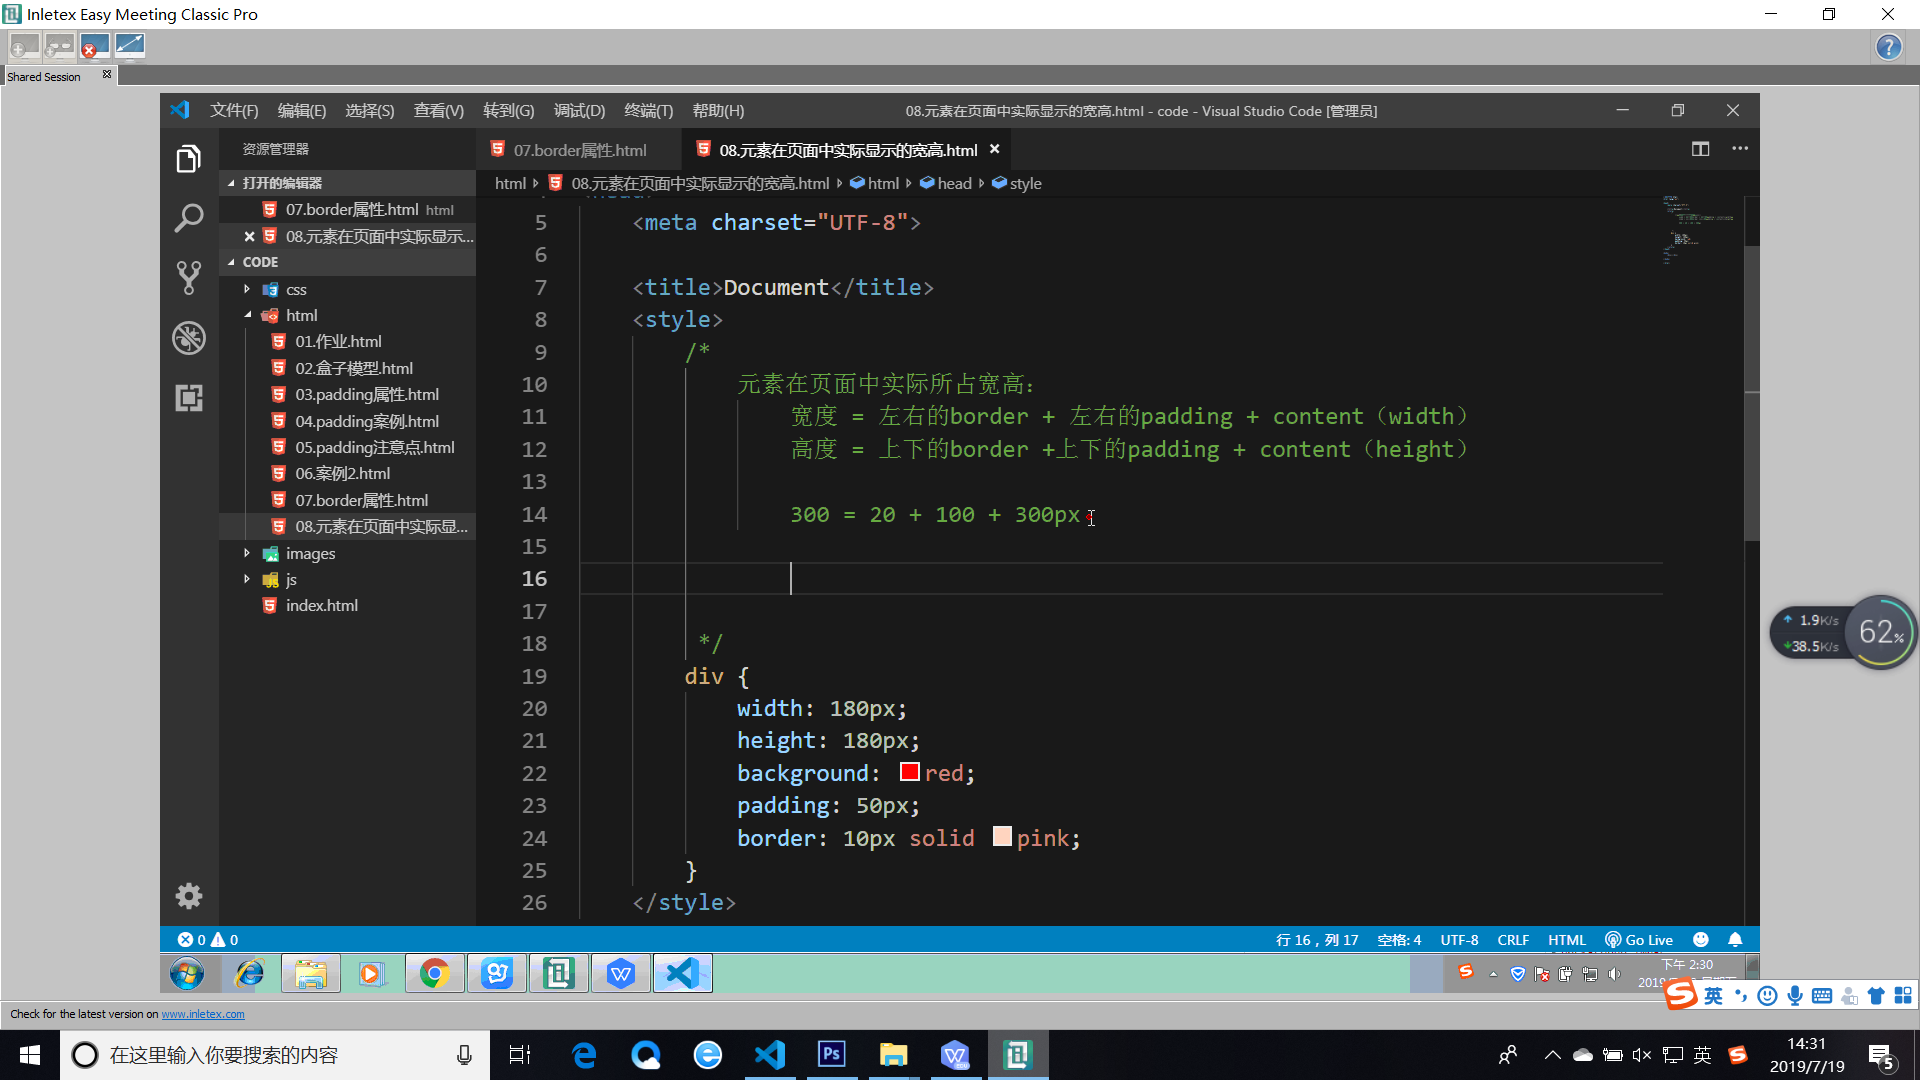 Inletex Easy Meeting Classic Pro
Shared Session
文件(F) 编辑(E) 选择(S) 查看(V) 转到(G) 调试(D) 终端(T) 帮助(H)
08.元素在页面中实际显示的宽高.html - code - Visual Studio Code [管理员]
资源管理器
07.border属性.html
08.元素在页面中实际显示的宽高.html
打开的编辑器
html 08.元素在页面中实际显示的宽高.html html head style
07.border属性.html html
08.元素在页面中实际显示...
CODE
css
html
01.作业.html
02.盒子模型.html
03.padding属性.html
04.padding案例.html
05.padding注意点.html
06.案例2.html
07.border属性.html
08.元素在页面中实际显...
images
js
index.html
5 <meta charset="UTF-8">
6
7 <title>Document</title>
8 <style>
9 /*
10 元素在页面中实际所占宽高:
11 宽度 = 左右的border + 左右的padding + content（width）
12 高度 = 上下的border +上下的padding + content（height）
13
14 300 = 20 + 100 + 300px
15
16
17
18 */
19 div {
20 width: 180px;
21 height: 180px;
22 background: red;
23 padding: 50px;
24 border: 10px solid pink;
25 }
26 </style>
1.9K/s
38.5K/s
62%
0 0
行 16，列 17 空格: 4 UTF-8 CRLF HTML Go Live
下午 2:30
英
Check for the latest version on www.inletex.com
在这里输入你要搜索的内容
Ps
英
14:31
2019/7/19
5